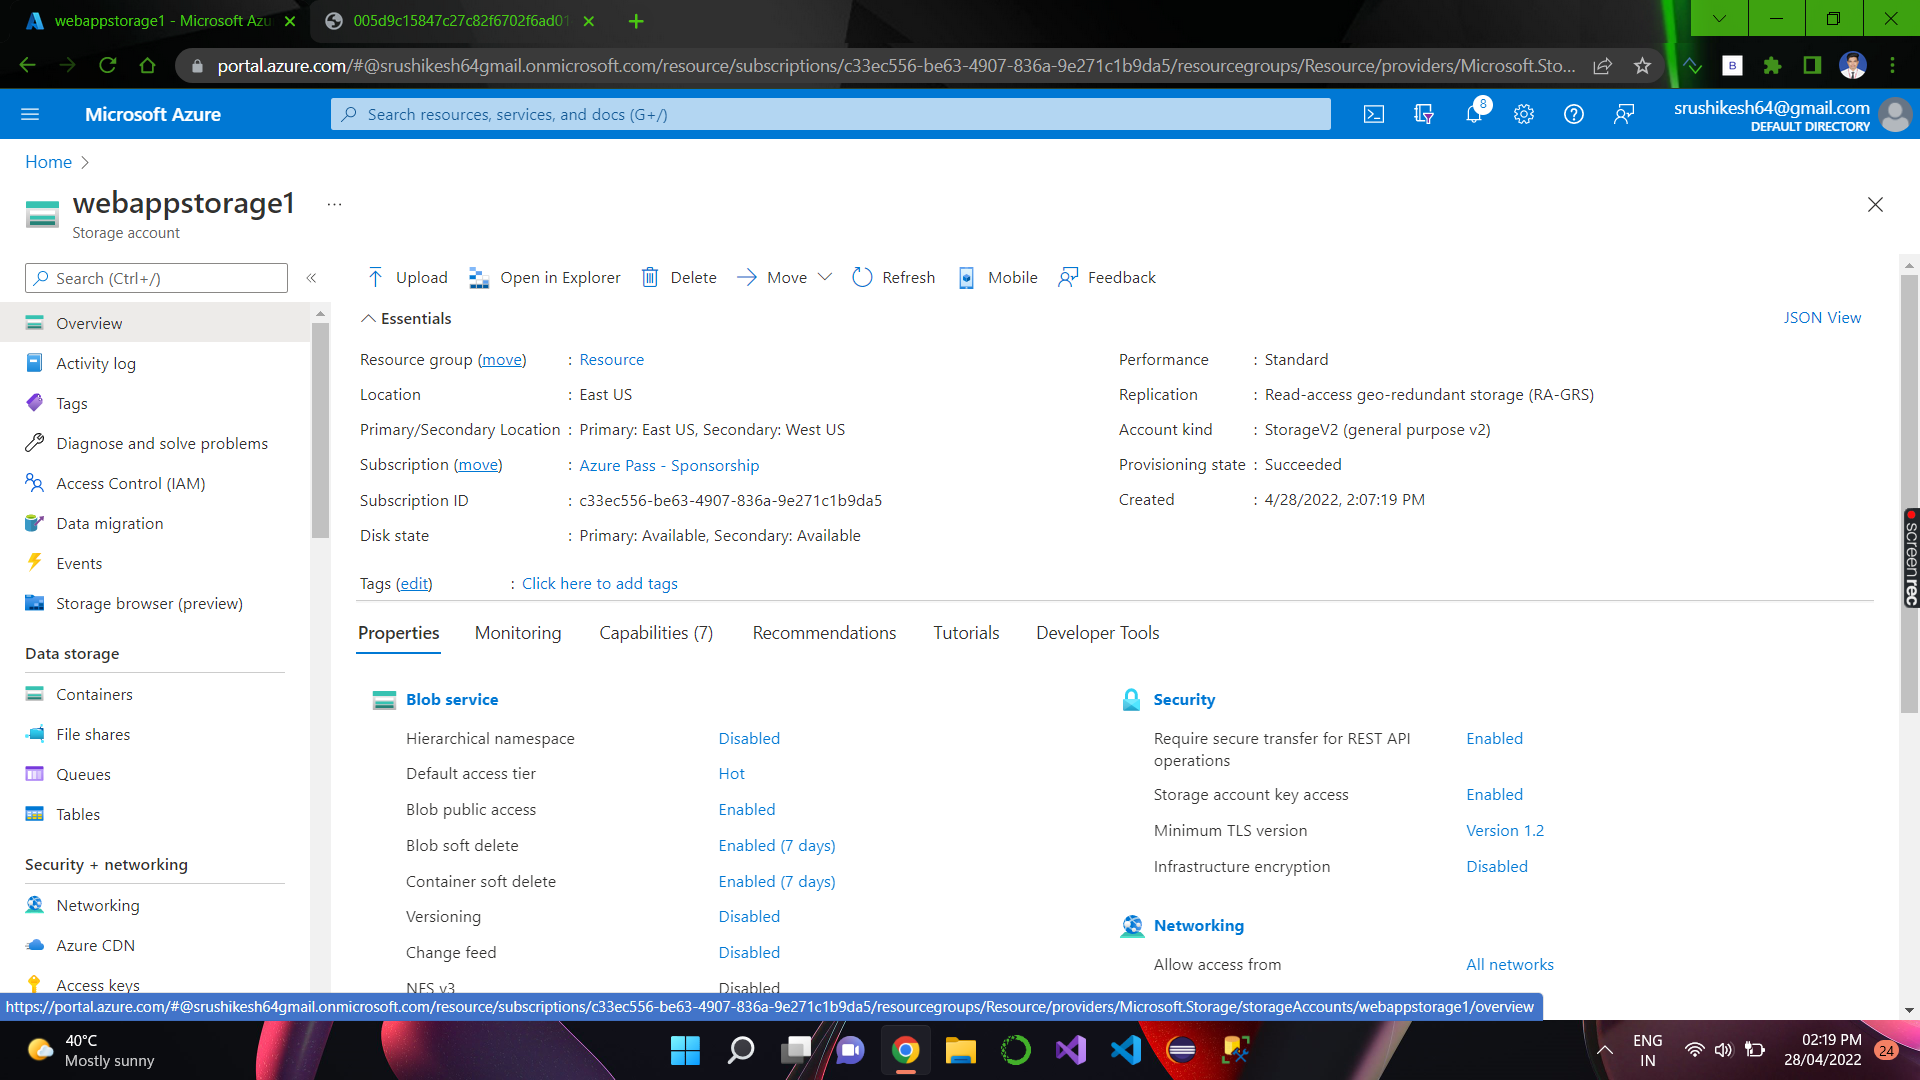 webappstorage1 - Microsoft Azu
005d9c15847c27c82f6702f6ad01
portal.azure.com/#@srushikesh64gmail.onmicrosoft.com/resource/subscriptions/c33ec556-be63-4907-836a-9e271c1b9da5/resourcegroups/Resource/providers/Microsoft.Sto...
B
Microsoft Azure
Search resources, services, and docs (G+/)
8
srushikesh64@gmail.com
DEFAULT DIRECTORY
Home
webappstorage1 ...
Storage account
Search (Ctrl+/)
«
Overview
Activity log
Tags
Diagnose and solve problems
Access Control (IAM)
Data migration
Events
Storage browser (preview)
Data storage
Containers
File shares
Queues
Tables
Security + networking
Networking
Azure CDN
Access keys
Upload
Open in Explorer
Delete
Move
Refresh
Mobile
Feedback
Essentials
JSON View
Resource group (move) : Resource
Location : East US
Primary/Secondary Location : Primary: East US, Secondary: West US
Subscription (move) : Azure Pass - Sponsorship
Subscription ID : c33ec556-be63-4907-836a-9e271c1b9da5
Disk state : Primary: Available, Secondary: Available
Performance : Standard
Replication : Read-access geo-redundant storage (RA-GRS)
Account kind : StorageV2 (general purpose v2)
Provisioning state : Succeeded
Created : 4/28/2022, 2:07:19 PM
Tags (edit) : Click here to add tags
Properties
Monitoring
Capabilities (7)
Recommendations
Tutorials
Developer Tools
Blob service
Hierarchical namespace Disabled
Default access tier Hot
Blob public access Enabled
Blob soft delete Enabled (7 days)
Container soft delete Enabled (7 days)
Versioning Disabled
Change feed Disabled
NFS v3 Disabled
Security
Require secure transfer for REST API Enabled
operations
Storage account key access Enabled
Minimum TLS version Version 1.2
Infrastructure encryption Disabled
Networking
Allow access from All networks
screenrec
https://portal.azure.com/#@srushikesh64gmail.onmicrosoft.com/resource/subscriptions/c33ec556-be63-4907-836a-9e271c1b9da5/resourcegroups/Resource/providers/Microsoft.Storage/storageAccounts/webappstorage1/overview
40°C
Mostly sunny
ENG
IN
02:19 PM
28/04/2022
24